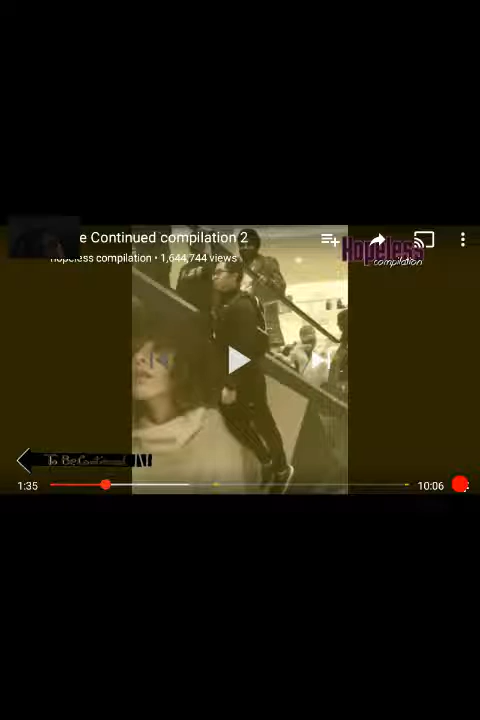 e Continued compilation 2
Hopeless compilation • 1,644,744 views
Hopeless
compilation
To Be Continued
1:35
10:06